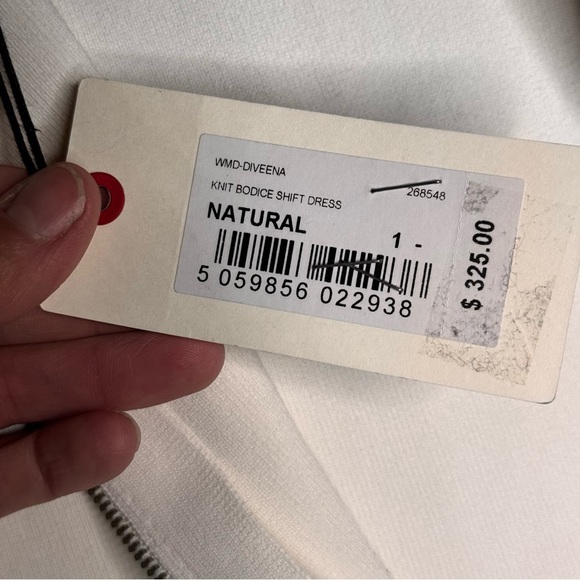 WMD-DIVEENA
268548
KNIT BODICE SHIFT DRESS
NATURAL
1 -
5 059856 022938
$ 325.00